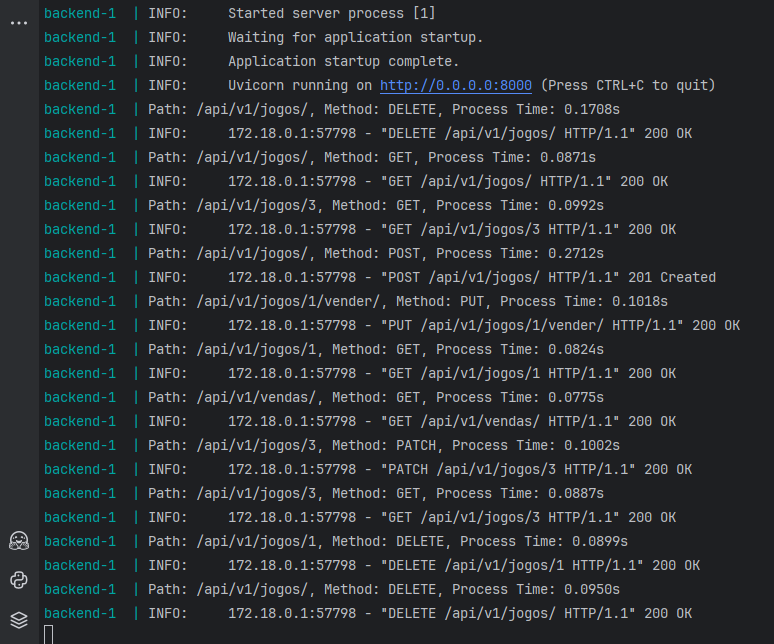 backend-1  | INFO:     Started server process [1]
backend-1  | INFO:     Waiting for application startup.
backend-1  | INFO:     Application startup complete.
backend-1  | INFO:     Uvicorn running on http://0.0.0.0:8000 (Press CTRL+C to quit)
backend-1  | Path: /api/v1/jogos/, Method: DELETE, Process Time: 0.1708s
backend-1  | INFO:     172.18.0.1:57798 - "DELETE /api/v1/jogos/ HTTP/1.1" 200 OK
backend-1  | Path: /api/v1/jogos/, Method: GET, Process Time: 0.0871s
backend-1  | INFO:     172.18.0.1:57798 - "GET /api/v1/jogos/ HTTP/1.1" 200 OK
backend-1  | Path: /api/v1/jogos/3, Method: GET, Process Time: 0.0992s
backend-1  | INFO:     172.18.0.1:57798 - "GET /api/v1/jogos/3 HTTP/1.1" 200 OK
backend-1  | Path: /api/v1/jogos/, Method: POST, Process Time: 0.2712s
backend-1  | INFO:     172.18.0.1:57798 - "POST /api/v1/jogos/ HTTP/1.1" 201 Created
backend-1  | Path: /api/v1/jogos/1/vender/, Method: PUT, Process Time: 0.1018s
backend-1  | INFO:     172.18.0.1:57798 - "PUT /api/v1/jogos/1/vender/ HTTP/1.1" 200 OK
backend-1  | Path: /api/v1/jogos/1, Method: GET, Process Time: 0.0824s
backend-1  | INFO:     172.18.0.1:57798 - "GET /api/v1/jogos/1 HTTP/1.1" 200 OK
backend-1  | Path: /api/v1/vendas/, Method: GET, Process Time: 0.0775s
backend-1  | INFO:     172.18.0.1:57798 - "GET /api/v1/vendas/ HTTP/1.1" 200 OK
backend-1  | Path: /api/v1/jogos/3, Method: PATCH, Process Time: 0.1002s
backend-1  | INFO:     172.18.0.1:57798 - "PATCH /api/v1/jogos/3 HTTP/1.1" 200 OK
backend-1  | Path: /api/v1/jogos/3, Method: GET, Process Time: 0.0887s
backend-1  | INFO:     172.18.0.1:57798 - "GET /api/v1/jogos/3 HTTP/1.1" 200 OK
backend-1  | Path: /api/v1/jogos/1, Method: DELETE, Process Time: 0.0899s
backend-1  | INFO:     172.18.0.1:57798 - "DELETE /api/v1/jogos/1 HTTP/1.1" 200 OK
backend-1  | Path: /api/v1/jogos/, Method: DELETE, Process Time: 0.0950s
backend-1  | INFO:     172.18.0.1:57798 - "DELETE /api/v1/jogos/ HTTP/1.1" 200 OK